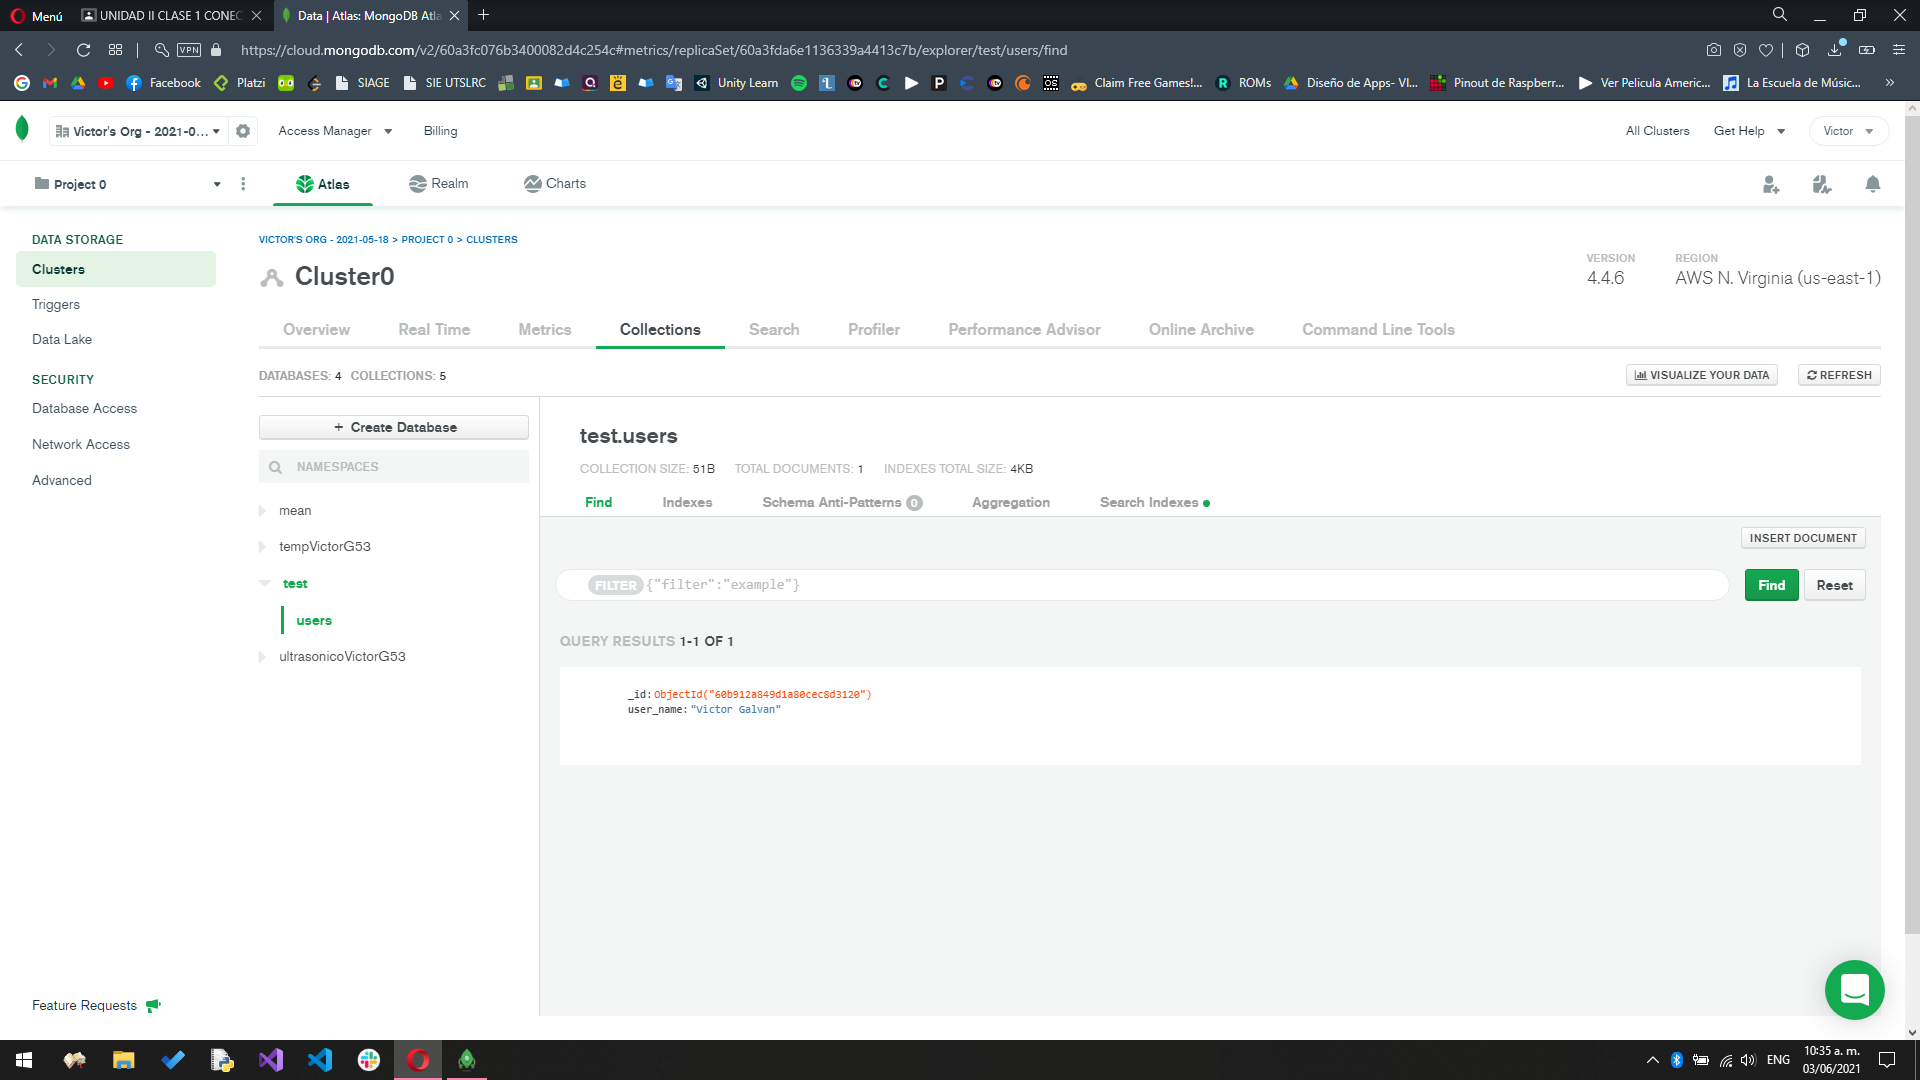 Menú
UNIDAD II CLASE 1 CONEC
Data | Atlas: MongoDB Atla
VPN
https://cloud.mongodb.com/v2/60a3fc076b3400082d4c254c#metrics/replicaSet/60a3fda6e1136339a4413c7b/explorer/test/users/find
Facebook
Platzi
SIAGE
SIE UTSLRC
Unity Learn
Claim Free Games!...
ROMs
Diseño de Apps- VI...
Pinout de Raspberr...
Ver Pelicula Americ...
La Escuela de Músic...
Victor's Org - 2021-0...
Access Manager
Billing
All Clusters
Get Help
Victor
Project 0
Atlas
Realm
Charts
DATA STORAGE
Clusters
Triggers
Data Lake
SECURITY
Database Access
Network Access
Advanced
Feature Requests
VICTOR'S ORG - 2021-05-18 > PROJECT 0 > CLUSTERS
Cluster0
VERSION
4.4.6
REGION
AWS N. Virginia (us-east-1)
Overview
Real Time
Metrics
Collections
Search
Profiler
Performance Advisor
Online Archive
Command Line Tools
DATABASES: 4 COLLECTIONS: 5
VISUALIZE YOUR DATA
REFRESH
+ Create Database
NAMESPACES
mean
tempVictorG53
test
users
ultrasonicoVictorG53
test.users
COLLECTION SIZE: 51B TOTAL DOCUMENTS: 1 INDEXES TOTAL SIZE: 4KB
Find
Indexes
Schema Anti-Patterns 0
Aggregation
Search Indexes
INSERT DOCUMENT
FILTER {"filter":"example"}
Find
Reset
QUERY RESULTS 1-1 OF 1
_id:ObjectId("60b912a849d1a80cec8d3120")
user_name:"Victor Galvan"
ENG
10:35 a. m.
03/06/2021